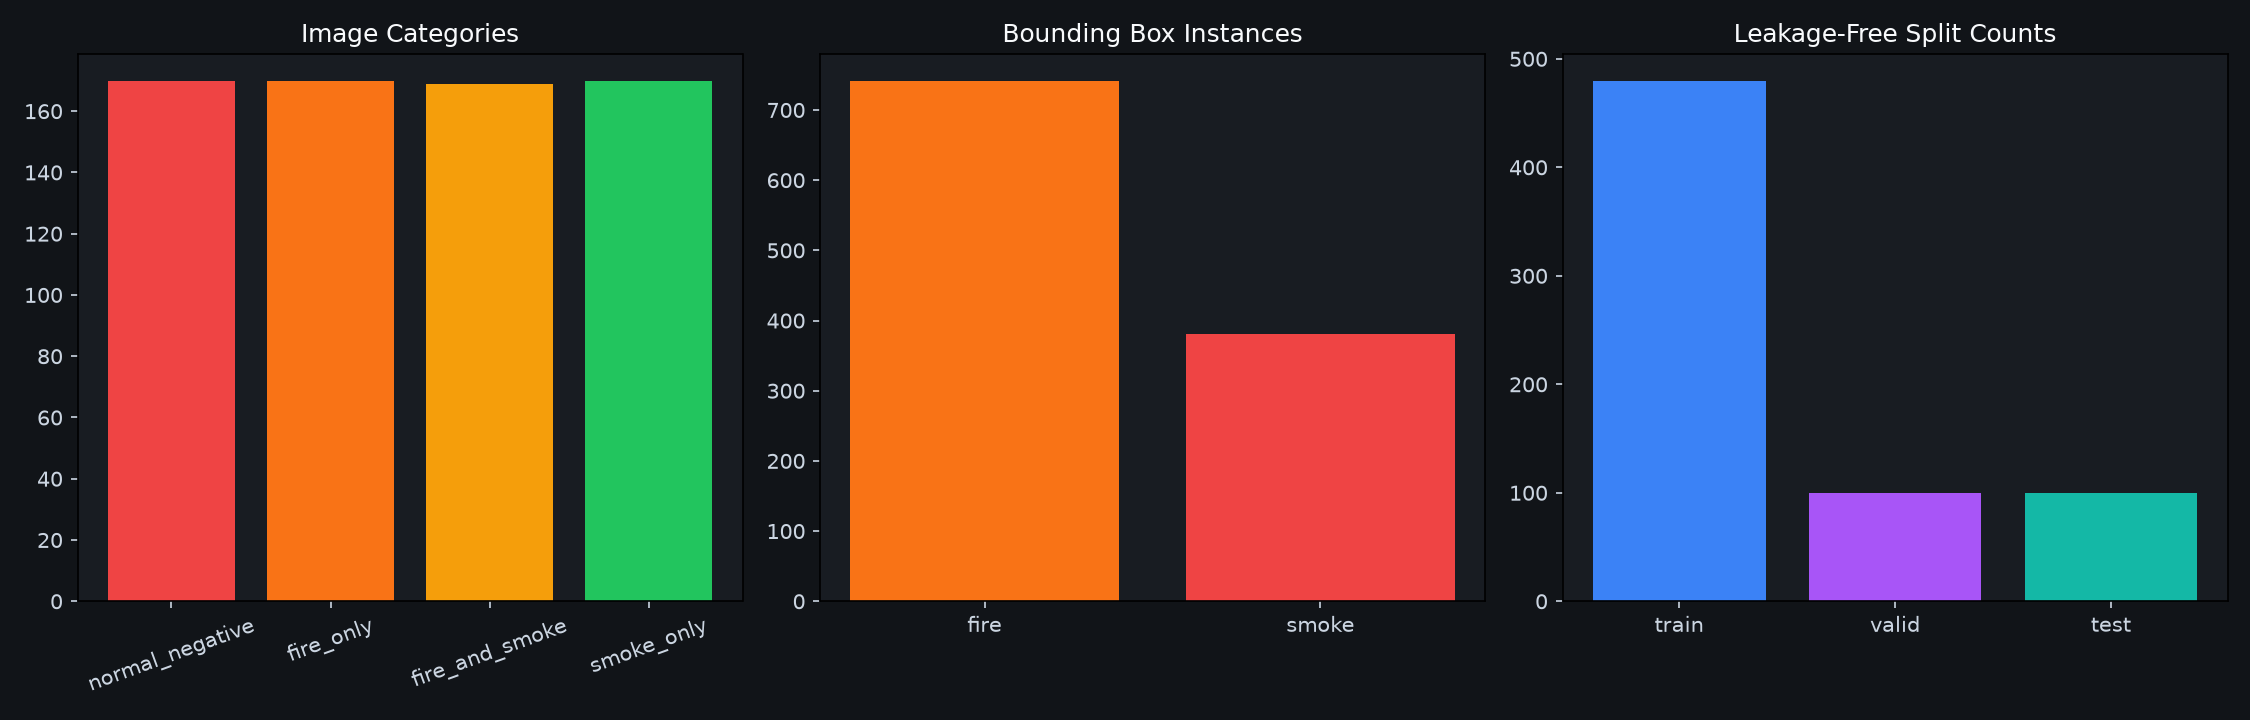 Image Categories
160
140
120
100
80
60
40
20
0
normal_negative
fire_only
fire_and_smoke
smoke_only
Bounding Box Instances
700
600
500
400
300
200
100
0
fire
smoke
Leakage-Free Split Counts
500
400
300
200
100
0
train
valid
test